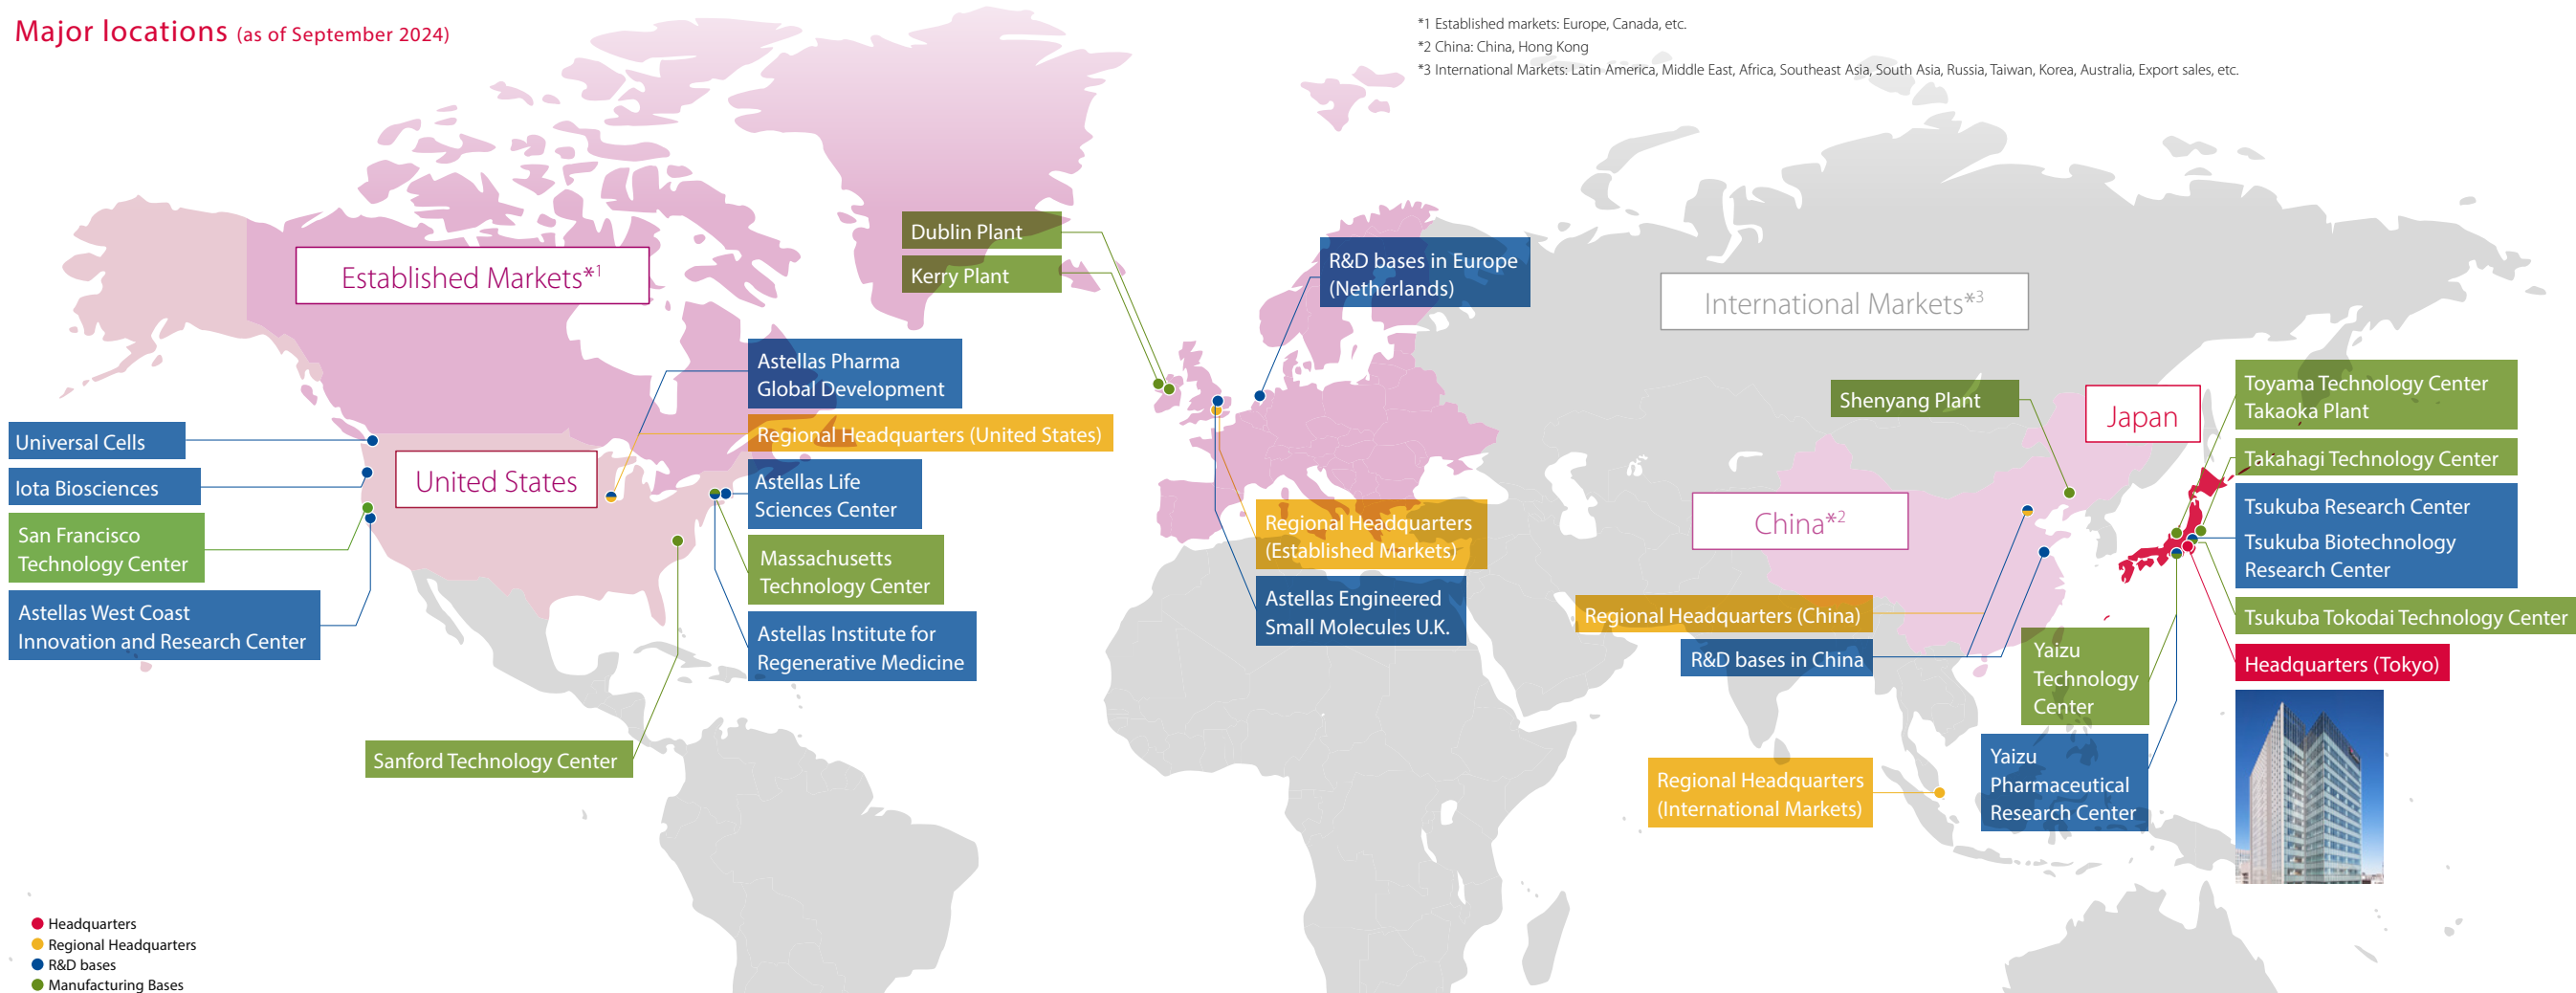 Major locations (as of September 2024)
*1 Established markets: Europe, Canada, etc.
*2 China: China, Hong Kong
*3 International Markets: Latin America, Middle East, Africa, Southeast Asia, South Asia, Russia, Taiwan, Korea, Australia, Export sales, etc.
Established Markets*1
United States
Universal Cells
Iota Biosciences
San Francisco
Technology Center
Astellas West Coast
Innovation and Research Center
Sanford Technology Center
Astellas Pharma
Global Development
Regional Headquarters (United States)
Astellas Life
Sciences Center
Massachusetts
Technology Center
Astellas Institute for
Regenerative Medicine
Dublin Plant
Kerry Plant
R&D bases in Europe
(Netherlands)
Regional Headquarters
(Established Markets)
Astellas Engineered
Small Molecules U.K.
International Markets*3
Shenyang Plant
China*2
Regional Headquarters (China)
R&D bases in China
Regional Headquarters
(International Markets)
Japan
Toyama Technology Center
Takaoka Plant
Takahagi Technology Center
Tsukuba Research Center
Tsukuba Biotechnology
Research Center
Tsukuba Tokodai Technology Center
Headquarters (Tokyo)
Yaizu
Technology
Center
Yaizu
Pharmaceutical
Research Center
Headquarters
Regional Headquarters
R&D bases
Manufacturing Bases